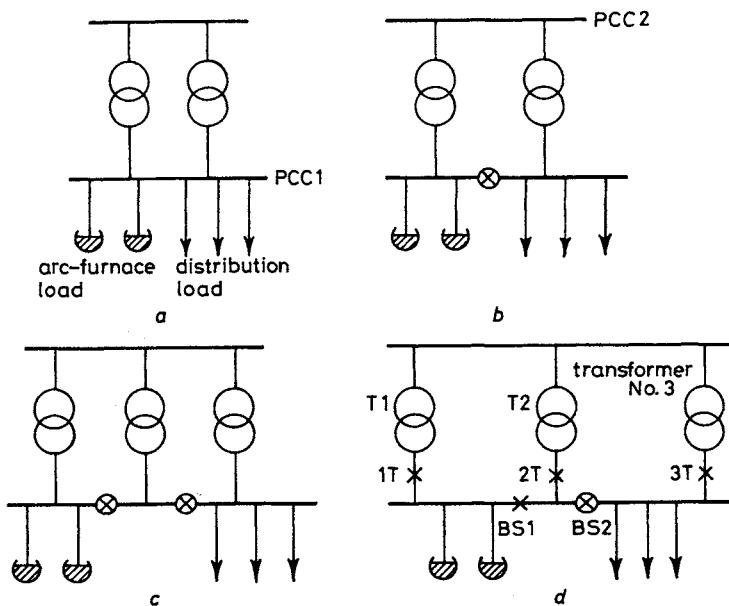 PCC1
arc-furnace distribution
load load
a
PCC2
b
c
transformer
No.3
T1 T2
1T 2T 3T
BS1 BS2
d